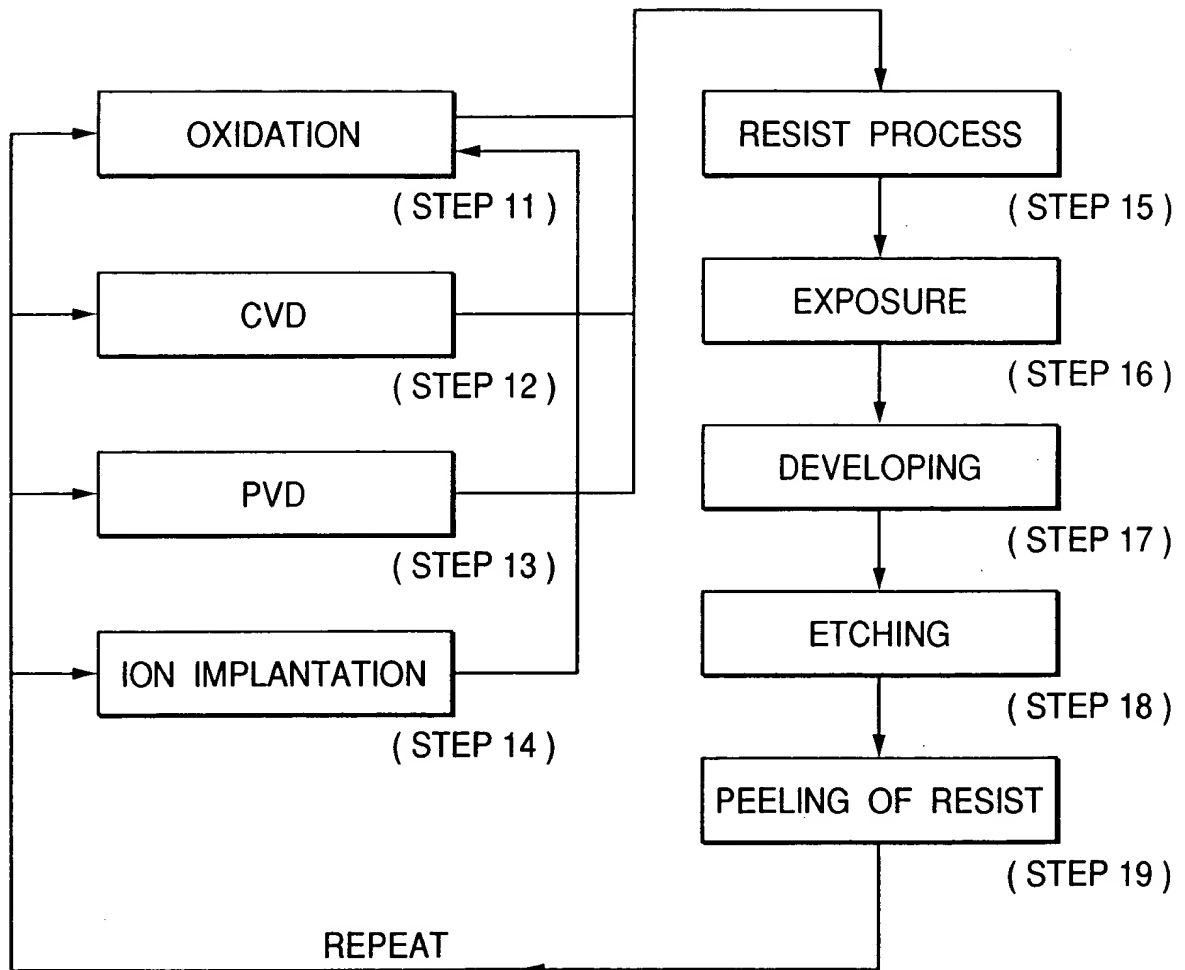 OXIDATION
( STEP 11 )
CVD
( STEP 12 )
PVD
( STEP 13 )
ION IMPLANTATION
( STEP 14 )
RESIST PROCESS
( STEP 15 )
EXPOSURE
( STEP 16 )
DEVELOPING
( STEP 17 )
ETCHING
( STEP 18 )
PEELING OF RESIST
( STEP 19 )
REPEAT